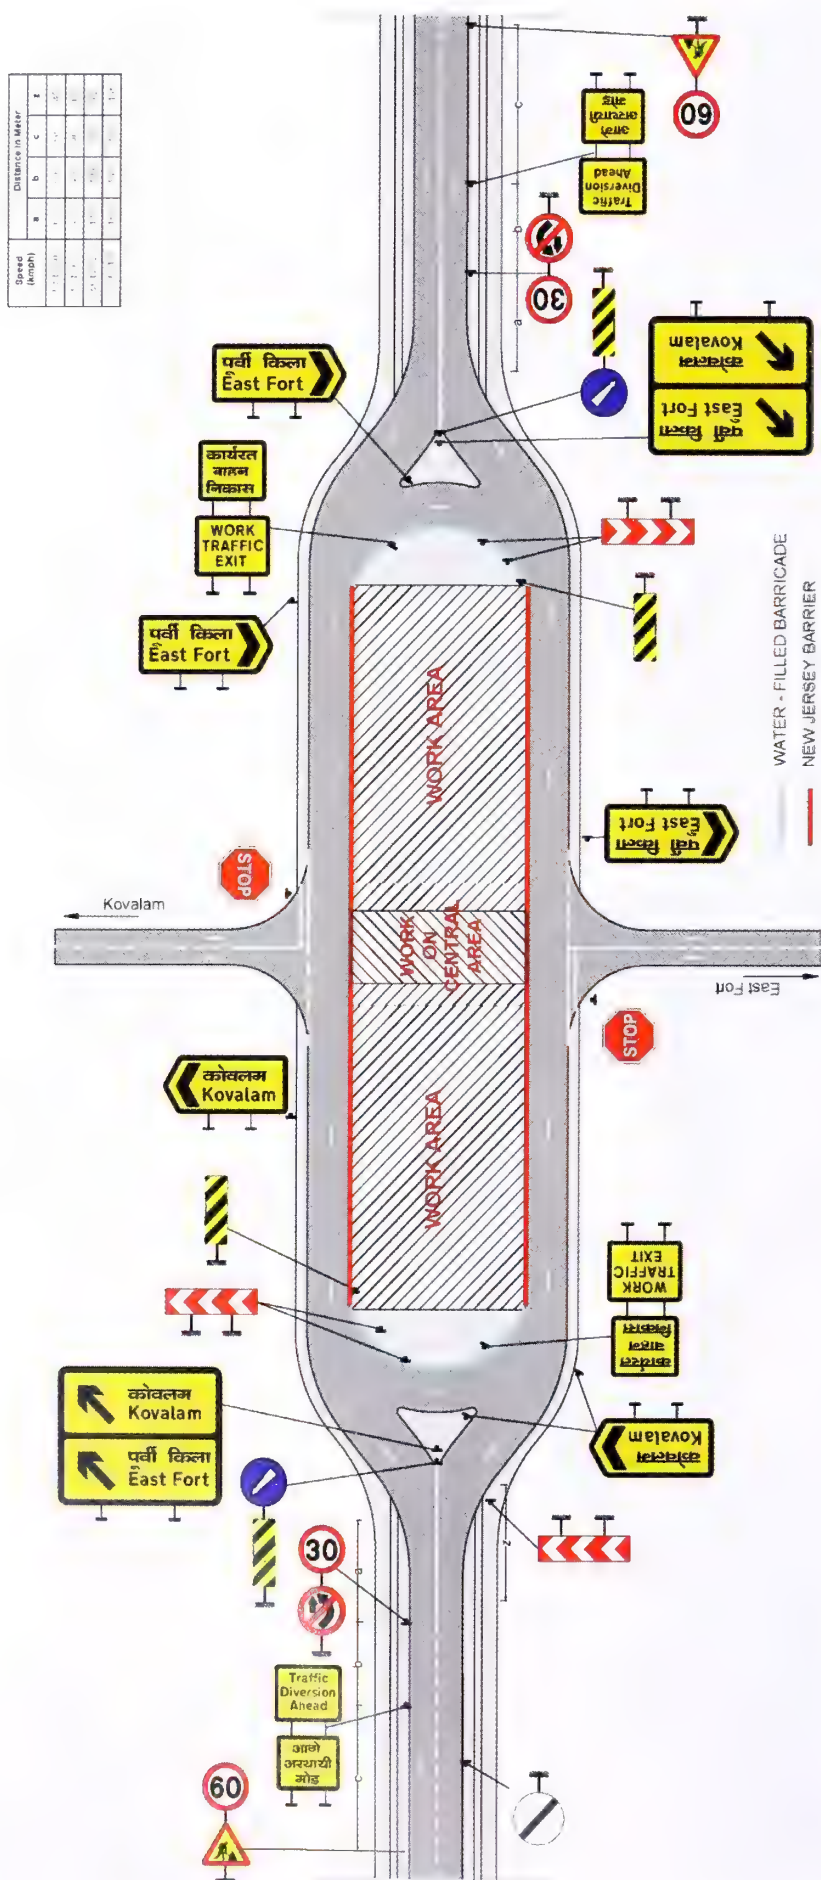 Speed
(kmph)
Distance in Meter
a
b
c
z
c
b
a
60
आगे
अस्थायी
मोड़
Traffic
Diversion
Ahead
30
पूर्वी किला
East Fort
कोवलम
Kovalam
पूर्वी किला
East Fort
कार्यरत
वाहन
निकास
WORK
TRAFFIC
EXIT
पूर्वी किला
East Fort
WORK AREA
WATER - FILLED BARRICADE
NEW JERSEY BARRIER
पूर्वी किला
East Fort
STOP
Kovalam
WORK
ON
CENTRAL
AREA
East Fort
STOP
कोवलम
Kovalam
WORK AREA
WORK
TRAFFIC
EXIT
कार्यरत
वाहन
निकास
कोवलम
Kovalam
पूर्वी किला
East Fort
कोवलम
Kovalam
z
30
a
b
c
Traffic
Diversion
Ahead
आगे
अस्थायी
मोड़
60